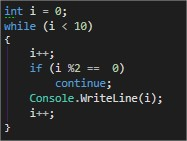 int i = 0;
while (i < 10)
{
i++;
if (i %2 ==  0)
continue;
Console.WriteLine(i);
i++;
}